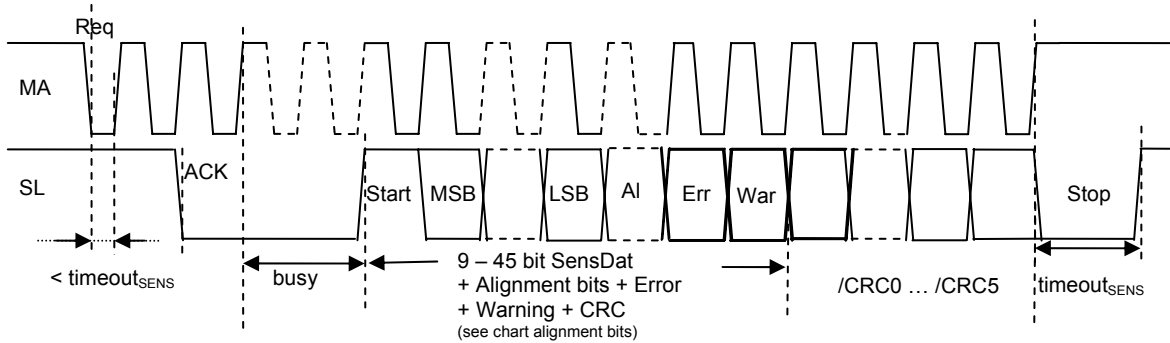 Req
MA
SL
ACK
Start
MSB
LSB
Al
Err
War
Stop
< timeoutSENS
busy
9 – 45 bit SensDat
+ Alignment bits + Error
+ Warning + CRC
(see chart alignment bits)
/CRC0 … /CRC5
timeoutSENS